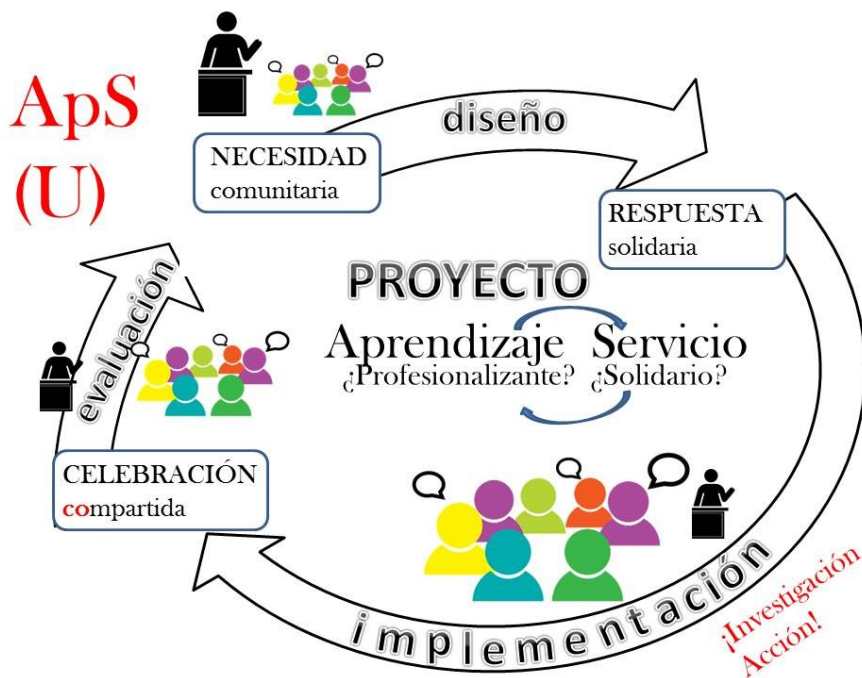 ApS
(U)
NECESIDAD
comunitaria
diseño
RESPUESTA
solidaria
PROYECTO
Aprendizaje Servicio
¿Profesionalizante? ¿Solidario?
evaluación
CELEBRACIÓN
compartida
implementación
¡Investigación
Acción!